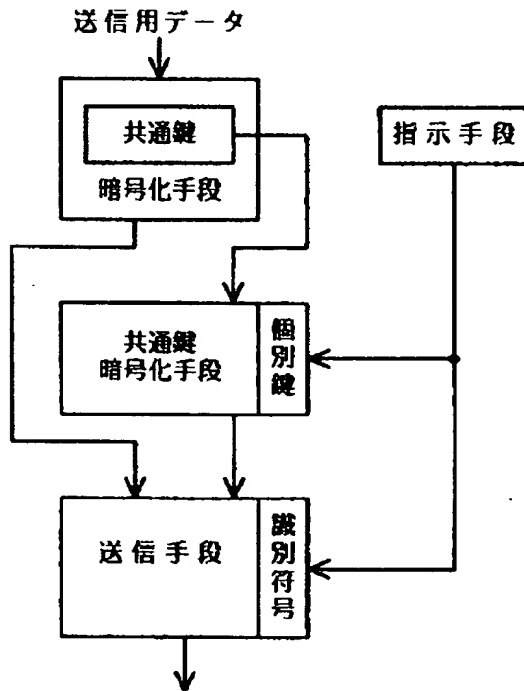 送信用データ
共通鍵
暗号化手段
指示手段
共通鍵
暗号化手段
個別鍵
送信手段
識別符号